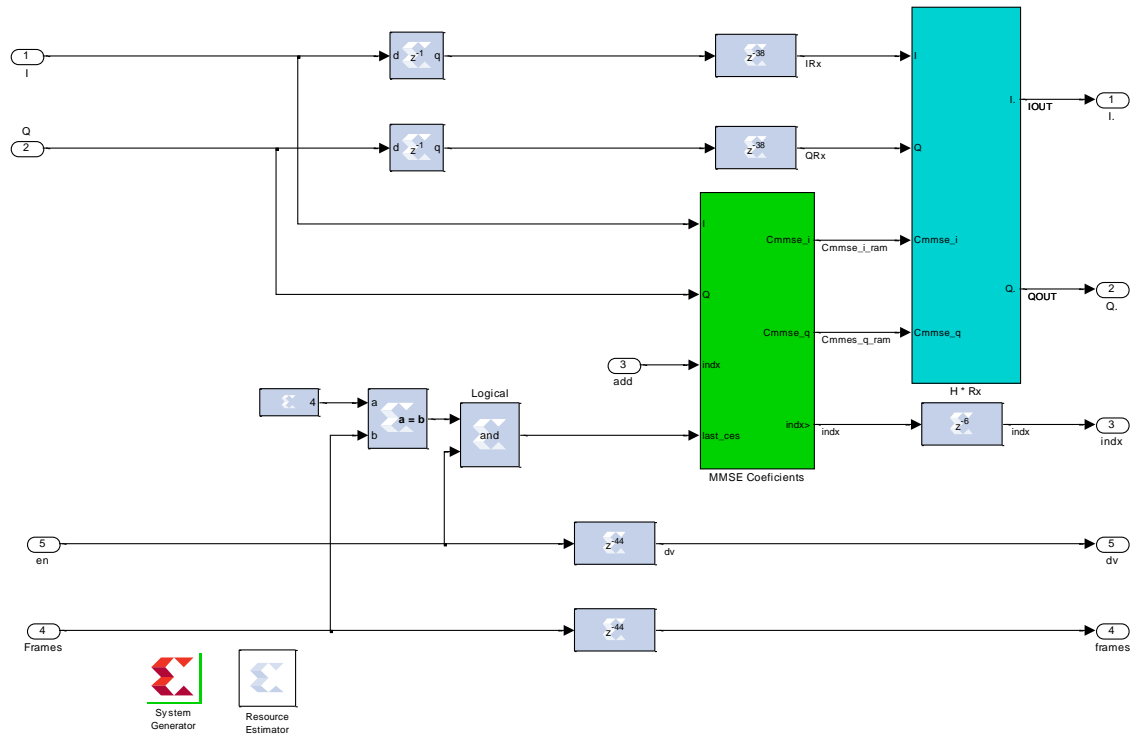 1
I
d z-1 q
z-38
IRx
I
I.
IOUT
1
I.
Q
2
d z-1 q
z-38
QRx
Q
I
Cmmse_i
Cmmse_i_ram
Cmmse_i
Q.
QOUT
2
Q.
Q
Cmmse_q
Cmmes_q_ram
Cmmse_q
3
add
indx
H * Rx
4
a
a = b
b
Logical
and
last_ces
indx>
indx
z-6
indx
3
indx
MMSE Coeficients
5
en
z-44
dv
5
dv
4
Frames
z-44
4
frames
System
Generator
Resource
Estimator